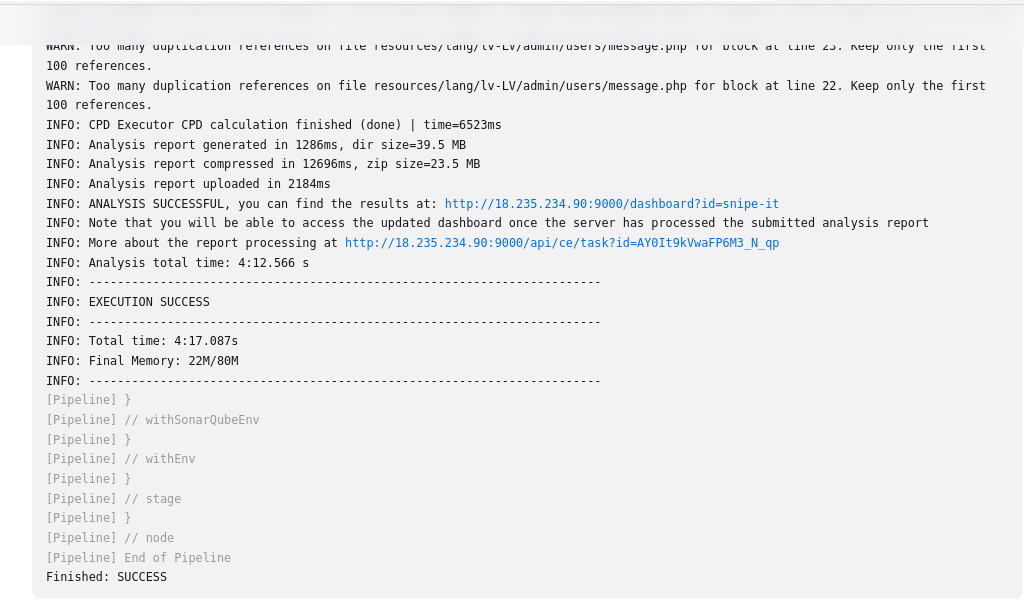 WARN: Too many duplication references on file resources/lang/lv-LV/admin/users/message.php for block at line 23. Keep only the first
100 references.
WARN: Too many duplication references on file resources/lang/lv-LV/admin/users/message.php for block at line 22. Keep only the first
100 references.
INFO: CPD Executor CPD calculation finished (done) | time=6523ms
INFO: Analysis report generated in 1286ms, dir size=39.5 MB
INFO: Analysis report compressed in 12696ms, zip size=23.5 MB
INFO: Analysis report uploaded in 2184ms
INFO: ANALYSIS SUCCESSFUL, you can find the results at: http://18.235.234.90:9000/dashboard?id=snipe-it
INFO: Note that you will be able to access the updated dashboard once the server has processed the submitted analysis report
INFO: More about the report processing at http://18.235.234.90:9000/api/ce/task?id=AY0It9kVwaFP6M3_N_qp
INFO: Analysis total time: 4:12.566 s
INFO: ------------------------------------------------------------------------
INFO: EXECUTION SUCCESS
INFO: ------------------------------------------------------------------------
INFO: Total time: 4:17.087s
INFO: Final Memory: 22M/80M
INFO: ------------------------------------------------------------------------
[Pipeline] }
[Pipeline] // withSonarQubeEnv
[Pipeline] }
[Pipeline] // withEnv
[Pipeline] }
[Pipeline] // stage
[Pipeline] }
[Pipeline] // node
[Pipeline] End of Pipeline
Finished: SUCCESS